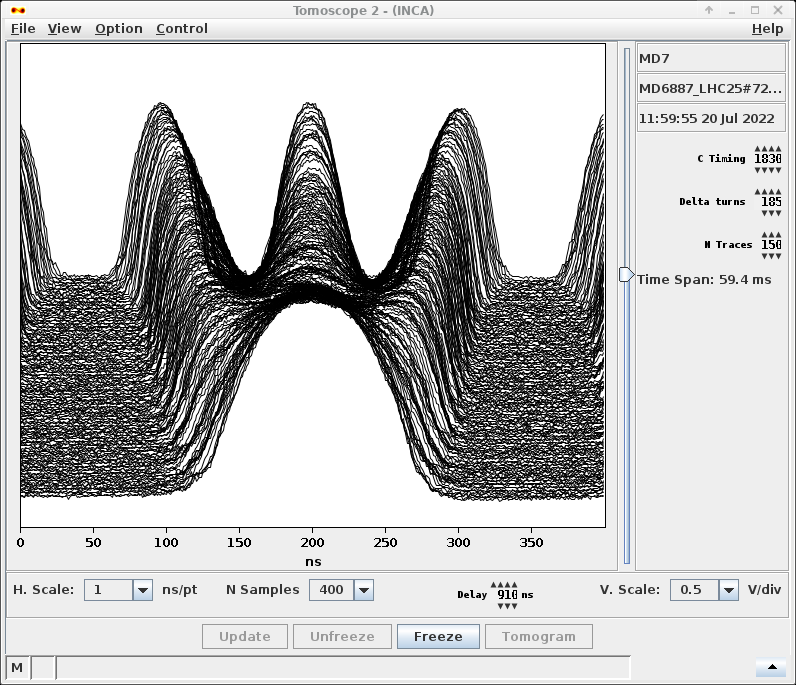 Tomoscope 2 - (INCA)
File View Option Control Help
MD7
MD6887_LHC25#72...
11:59:55 20 Jul 2022
C Timing 1830
Delta turns 185
N Traces 150
Time Span: 59.4 ms
0 50 100 150 200 250 300 350
ns
H. Scale: 1 ns/pt N Samples 400 Delay 910 ns V. Scale: 0.5 V/div
Update Unfreeze Freeze Tomogram
M